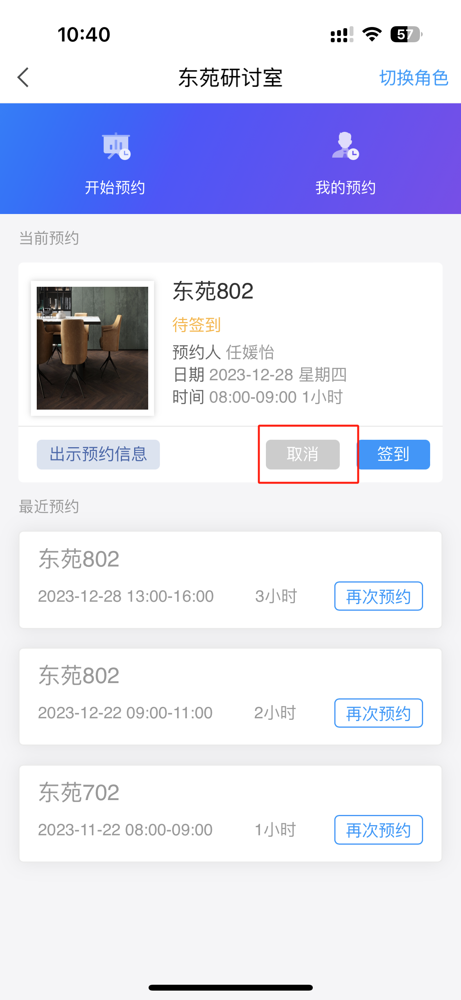 10:40
57
东苑研讨室
切换角色
开始预约
我的预约
当前预约
东苑802
待签到
预约人 任媛怡
日期 2023-12-28 星期四
时间 08:00-09:00 1小时
出示预约信息
取消
签到
最近预约
东苑802
2023-12-28 13:00-16:00 3小时 再次预约
东苑802
2023-12-22 09:00-11:00 2小时 再次预约
东苑702
2023-11-22 08:00-09:00 1小时 再次预约